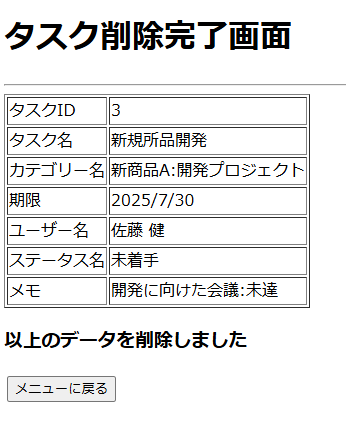 タスク削除完了画面
タスクID 3
タスク名 新規所品開発
カテゴリー名 新商品A:開発プロジェクト
期限 2025/7/30
ユーザー名 佐藤 健
ステータス名 未着手
メモ 開発に向けた会議:未達
以上のデータを削除しました
メニューに戻る